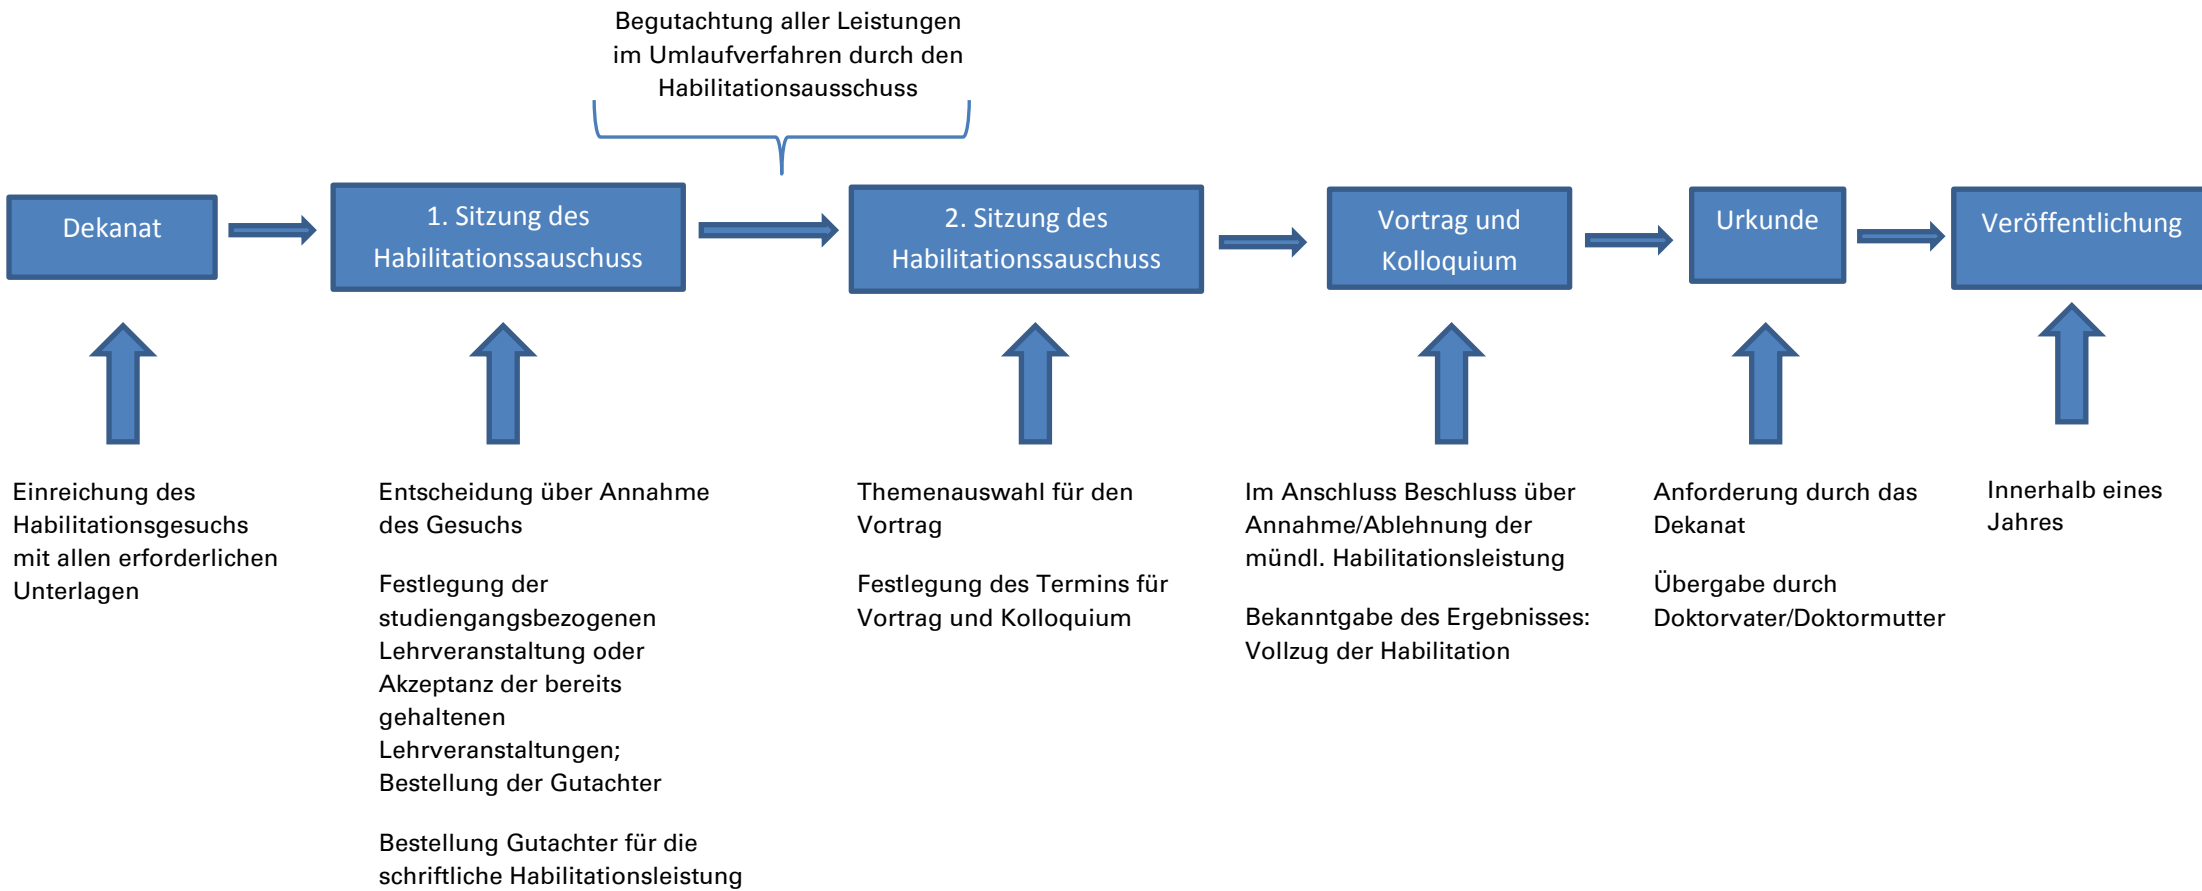 Begutachtung aller Leistungen
im Umlaufverfahren durch den
Habilitationsausschuss
Dekanat
1. Sitzung des
Habilitationssauschuss
2. Sitzung des
Habilitationssauschuss
Vortrag und
Kolloquium
Urkunde
Veröffentlichung
Einreichung des
Habilitationsgesuchs
mit allen erforderlichen
Unterlagen
Entscheidung über Annahme
des Gesuchs
Festlegung der
studiengangsbezogenen
Lehrveranstaltung oder
Akzeptanz der bereits
gehaltenen
Lehrveranstaltungen;
Bestellung der Gutachter
Bestellung Gutachter für die
schriftliche Habilitationsleistung
Themenauswahl für den
Vortrag
Festlegung des Termins für
Vortrag und Kolloquium
Im Anschluss Beschluss über
Annahme/Ablehnung der
mündl. Habilitationsleistung
Bekanntgabe des Ergebnisses:
Vollzug der Habilitation
Anforderung durch das
Dekanat
Übergabe durch
Doktorvater/Doktormutter
Innerhalb eines
Jahres